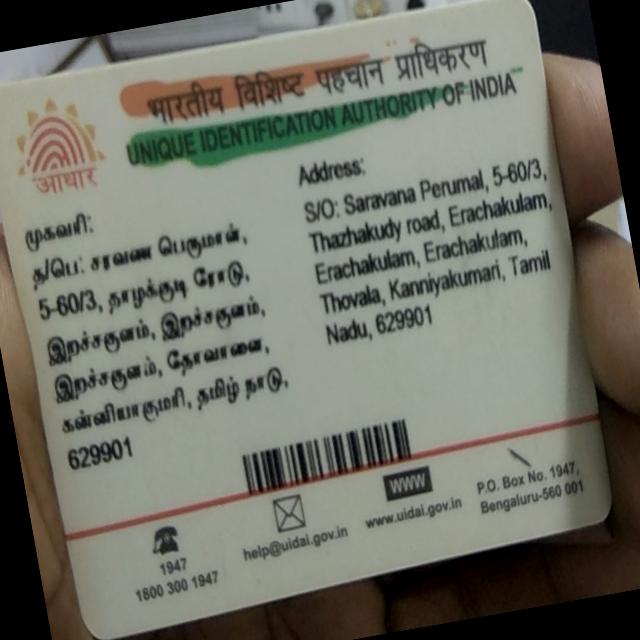 भारतीय विशिष्ट पहचान प्राधिकरण
UNIQUE IDENTIFICATION AUTHORITY OF INDIA
आधार
முகவரி:
த/பெ: சரவண பெருமாள்,
5-60/3, தாழக்குடி ரோடு,
இறச்சகுளம், இறச்சகுளம்,
இறச்சகுளம், தோவாளை,
கன்னியாகுமரி, தமிழ் நாடு,
629901
Address:
S/O: Saravana Perumal, 5-60/3,
Thazhakudy road, Erachakulam,
Erachakulam, Erachakulam,
Thovala, Kanniyakumari, Tamil
Nadu, 629901
1947
1800 300 1947
help@uidai.gov.in
WWW
www.uidai.gov.in
P.O. Box No. 1947,
Bengaluru-560 001